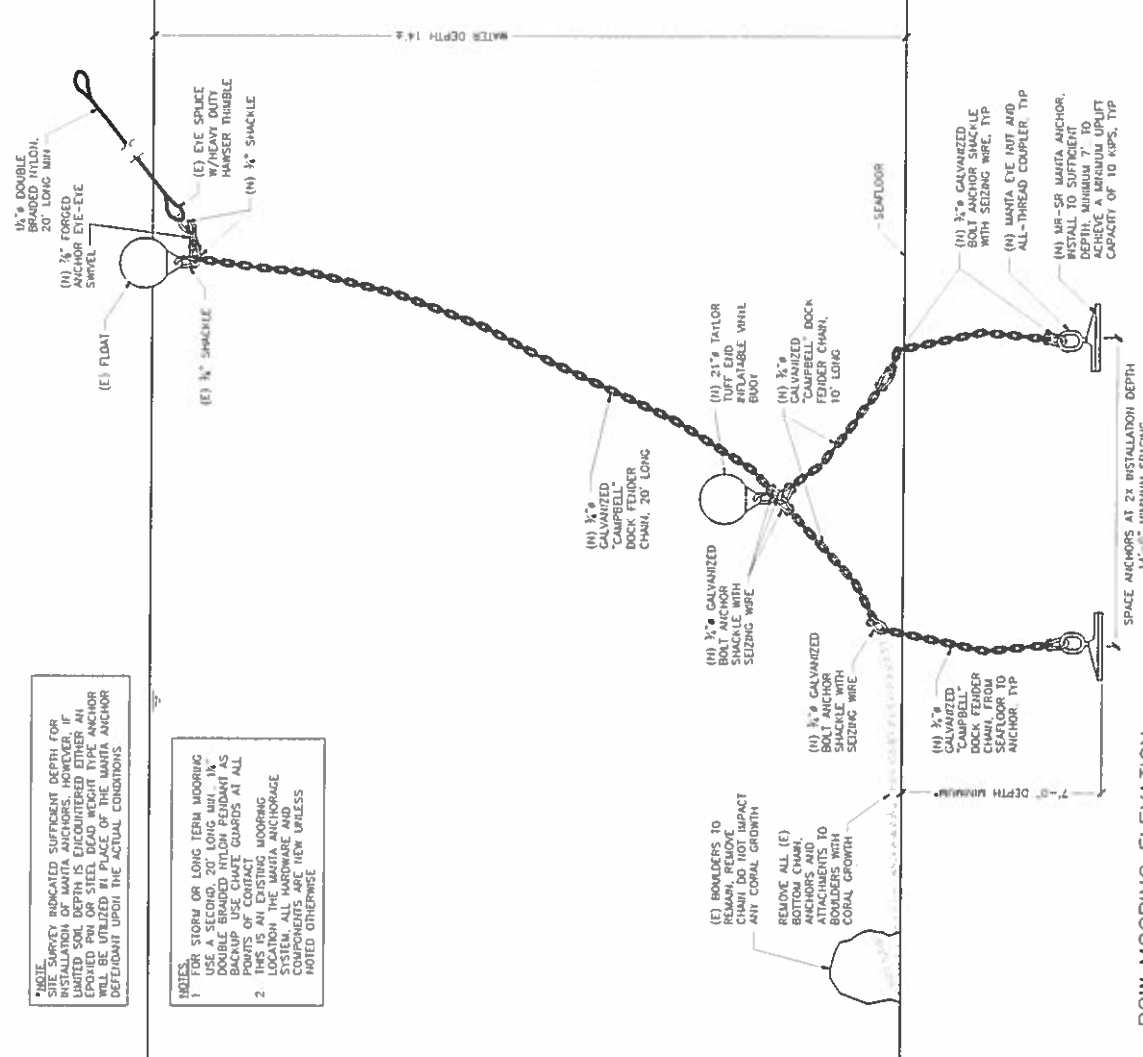 *NOTE:
SITE SURVEY INDICATED SUFFICIENT DEPTH FOR
INSTALLATION OF MANTA ANCHORS. HOWEVER, IF
LIMITED SOIL DEPTH IS ENCOUNTERED EITHER AN
EPOXIED PIN OR STEEL DEAD WEIGHT TYPE ANCHOR
WILL BE UTILIZED IN PLACE OF THE MANTA ANCHOR
DEFENDANT UPON THE ACTUAL CONDITIONS
NOTES:
1 FOR STORM OR LONG TERM MOORING
USE A SECOND, 20' LONG MIN, 1¼"
DOUBLE BRAIDED NYLON PENDANT AS
BACKUP USE CHAFE GUARDS AT ALL
POINTS OF CONTACT
2. THIS IS AN EXISTING MOORING
LOCATION THE MANTA ANCHORAGE
SYSTEM, ALL HARDWARE AND
COMPONENTS ARE NEW UNLESS
NOTED OTHERWISE
1¼"ø DOUBLE
BRAIDED NYLON,
20' LONG MIN
(N) ⅞" FORGED
ANCHOR EYE-EYE
SWIVEL
(E) FLOAT
(E) ¾" SHACKLE
(E) EYE SPLICE
W/HEAVY DUTY
HAWSER THIMBLE
(N) ¾" SHACKLE
WATER DEPTH 14'±
(N) ¾"ø
GALVANIZED
"CAMPBELL"
DOCK FENDER
CHAIN, 20' LONG
(N) 21"ø TAYLOR
TUFF END
INFLATABLE VINYL
BUOY
(N) ¾"ø
GALVANIZED
"CAMPBELL" DOCK
FENDER CHAIN,
10' LONG
SEAFLOOR
(N) ¾"ø GALVANIZED
BOLT ANCHOR
SHACKLE WITH
SEIZING WIRE
(N) ¾"ø GALVANIZED
BOLT ANCHOR
SHACKLE WITH
SEIZING WIRE
(N) ¾"ø GALVANIZED
BOLT ANCHOR SHACKLE
WITH SEIZING WIRE, TYP
(N) MANTA EYE NUT AND
ALL-THREAD COUPLER, TYP
(N) MR-SR MANTA ANCHOR,
INSTALL TO SUFFICIENT
DEPTH, MINIMUM 7' TO
ACHIEVE A MINIMUM UPLIFT
CAPACITY OF 10 KIPS, TYP
(E) BOULDERS TO
REMAIN, REMOVE
CHAIN DO NOT IMPACT
ANY CORAL GROWTH
REMOVE ALL (E)
BOTTOM CHAIN,
ANCHORS AND
ATTACHMENTS TO
BOULDERS WITH
CORAL GROWTH
7'-0" DEPTH MINIMUM*
(N) ¾"ø
GALVANIZED
"CAMPBELL"
DOCK FENDER
CHAIN, FROM
SEAFLOOR TO
ANCHOR, TYP
SPACE ANCHORS AT 2X INSTALLATION DEPTH
14'-0" MINIMUM SPACING
MOORING ELEVATION